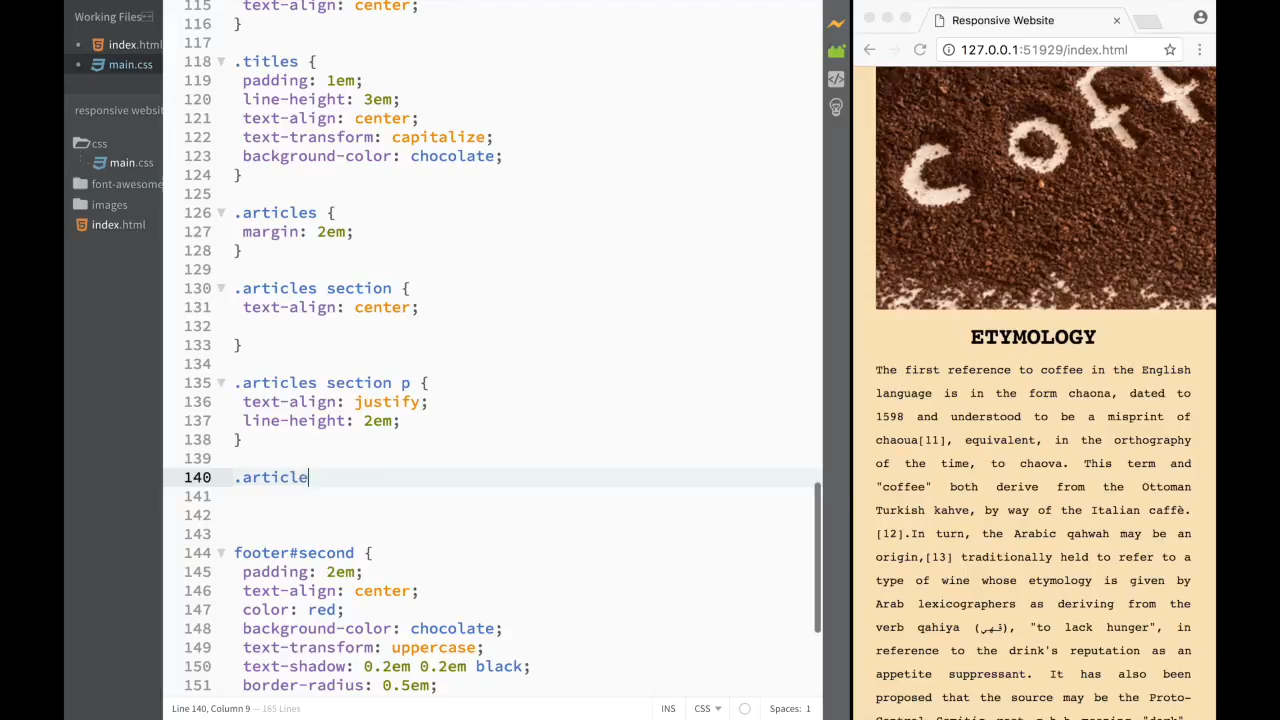 Working Files
index.html
main.css
responsive websit
css
main.css
font-awesome
images
index.html
115 text-align: center;
116 }
117
118 .titles {
119 padding: 1em;
120 line-height: 3em;
121 text-align: center;
122 text-transform: capitalize;
123 background-color: chocolate;
124 }
125
126 .articles {
127 margin: 2em;
128 }
129
130 .articles section {
131 text-align: center;
132
133 }
134
135 .articles section p {
136 text-align: justify;
137 line-height: 2em;
138 }
139
140 .article
141
142
143
144 footer#second {
145 padding: 2em;
146 text-align: center;
147 color: red;
148 background-color: chocolate;
149 text-transform: uppercase;
150 text-shadow: 0.2em 0.2em black;
151 border-radius: 0.5em;
Line 140, Column 9 — 165 Lines
INS CSS Spaces: 1
Responsive Website
127.0.0.1:51929/index.html
Coff
ETYMOLOGY
The first reference to coffee in the English
language is in the form chaona, dated to
1598 and understood to be a misprint of
chaoua[11], equivalent, in the orthography
of the time, to chaova. This term and
"coffee" both derive from the Ottoman
Turkish kahve, by way of the Italian caffè.
[12].In turn, the Arabic qahwah may be an
origin,[13] traditionally held to refer to a
type of wine whose etymology is given by
Arab lexicographers as deriving from the
verb qahiya (قهي), "to lack hunger", in
reference to the drink's reputation as an
appetite suppressant. It has also been
proposed that the source may be the Proto-